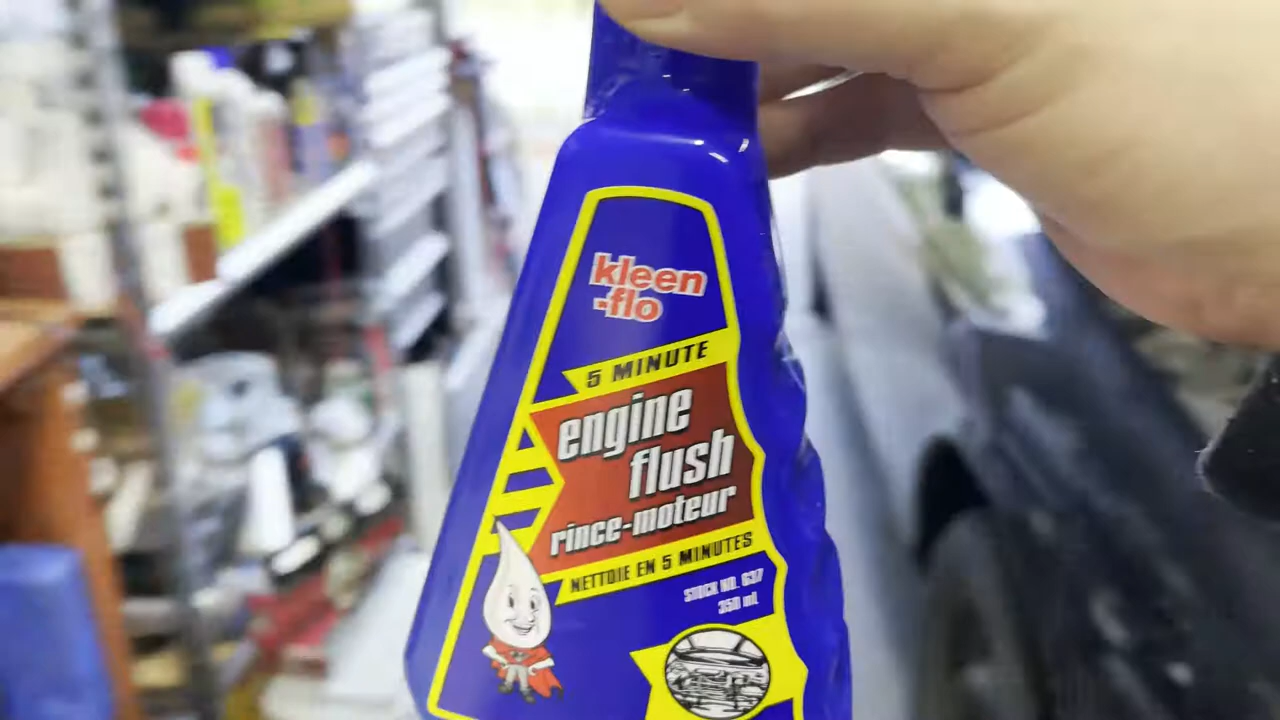 kleen
-flo
5 MINUTE
engine
flush
rince-moteur
NETTOIE EN 5 MINUTES
STOCK NO. 637
350 mL